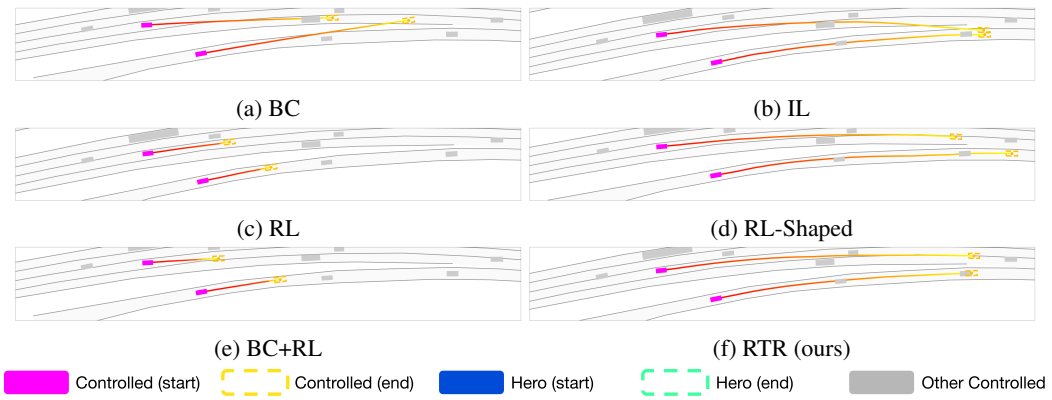 (a) BC
(b) IL
(c) RL
(d) RL-Shaped
(e) BC+RL
(f) RTR (ours)
Controlled (start)
Controlled (end)
Hero (start)
Hero (end)
Other Controlled